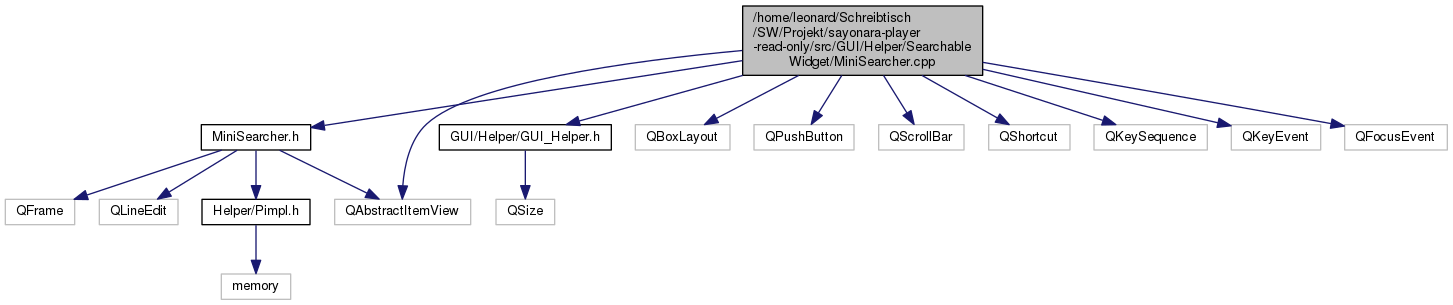 /home/leonard/Schreibtisch
/SW/Projekt/sayonara-player
-read-only/src/GUI/Helper/Searchable
Widget/MiniSearcher.cpp
MiniSearcher.h
GUI/Helper/GUI_Helper.h
QBoxLayout
QPushButton
QScrollBar
QShortcut
QKeySequence
QKeyEvent
QFocusEvent
QFrame
QLineEdit
Helper/Pimpl.h
QAbstractItemView
QSize
memory